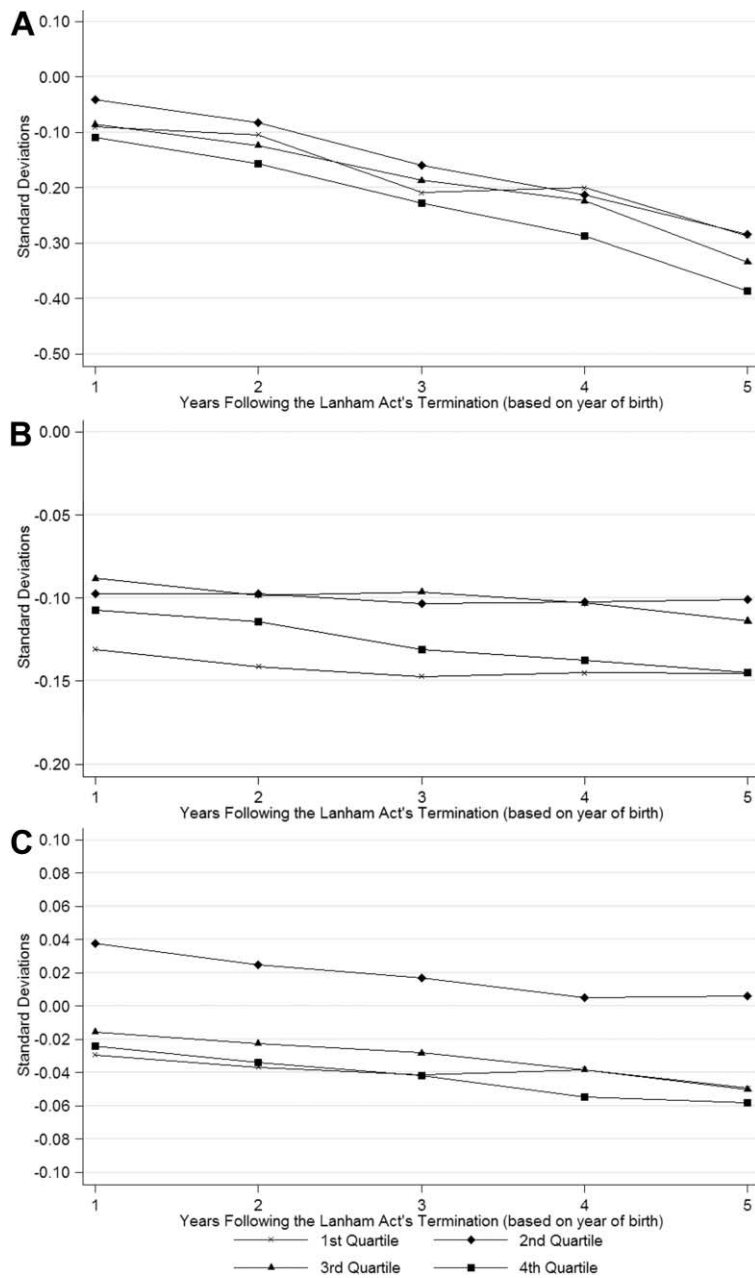 A
0.10
0.00
-0.10
-0.20
-0.30
-0.40
-0.50
Standard Deviations
1 2 3 4 5
Years Following the Lanham Act's Termination (based on year of birth)
B
0.00
-0.05
-0.10
-0.15
-0.20
Standard Deviations
1 2 3 4 5
Years Following the Lanham Act's Termination (based on year of birth)
C
0.10
0.08
0.06
0.04
0.02
0.00
-0.02
-0.04
-0.06
-0.08
-0.10
Standard Deviations
1 2 3 4 5
Years Following the Lanham Act's Termination (based on year of birth)
1st Quartile 2nd Quartile
3rd Quartile 4th Quartile